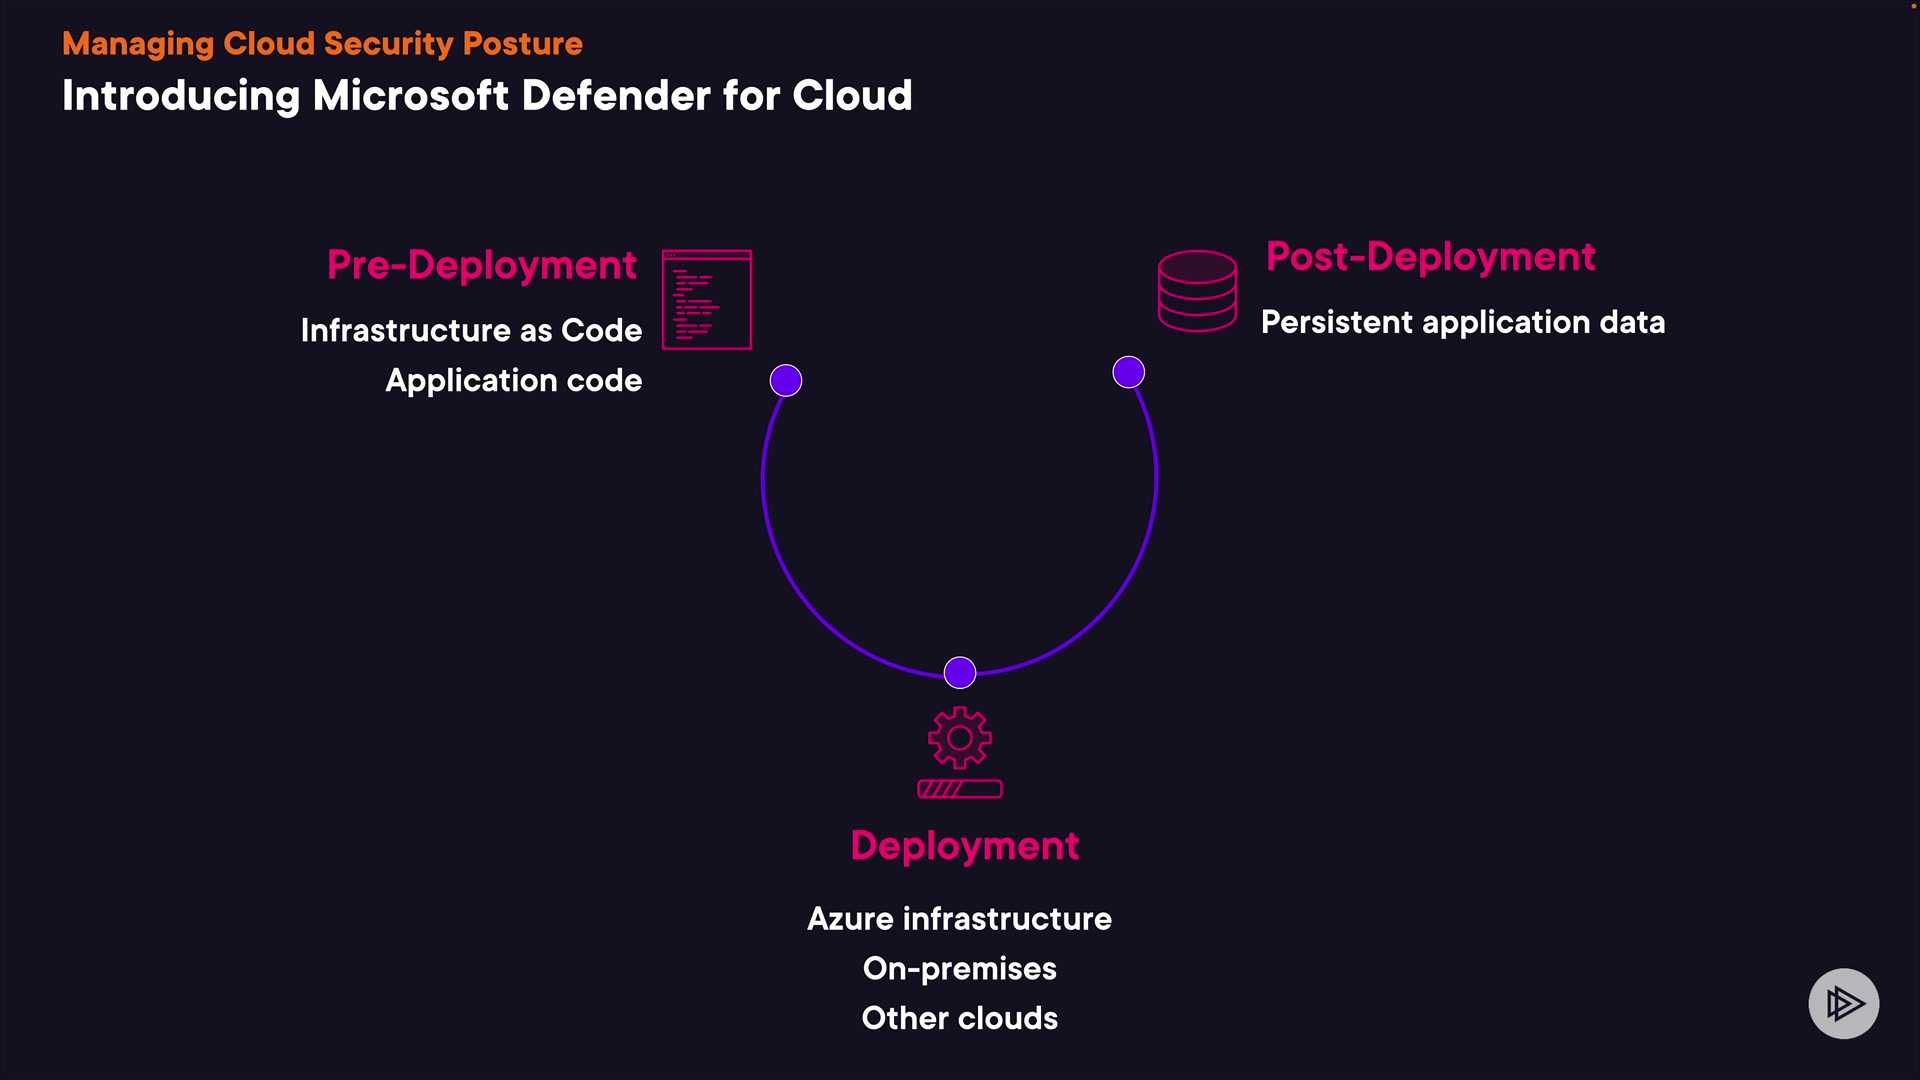 Managing Cloud Security Posture
Introducing Microsoft Defender for Cloud
Pre-Deployment
Infrastructure as Code
Application code
Post-Deployment
Persistent application data
Deployment
Azure infrastructure
On-premises
Other clouds